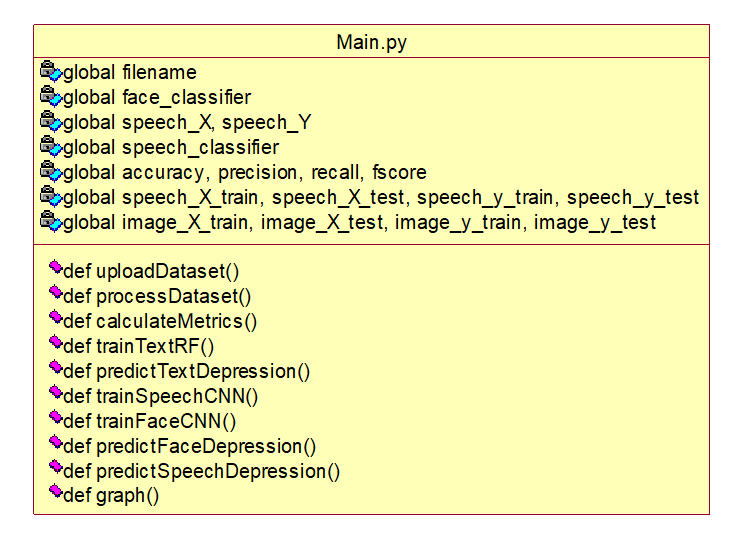 Main.py
global filename
global face_classifier
global speech_X, speech_Y
global speech_classifier
global accuracy, precision, recall, fscore
global speech_X_train, speech_X_test, speech_y_train, speech_y_test
global image_X_train, image_X_test, image_y_train, image_y_test
def uploadDataset()
def processDataset()
def calculateMetrics()
def trainTextRF()
def predictTextDepression()
def trainSpeechCNN()
def trainFaceCNN()
def predictFaceDepression()
def predictSpeechDepression()
def graph()